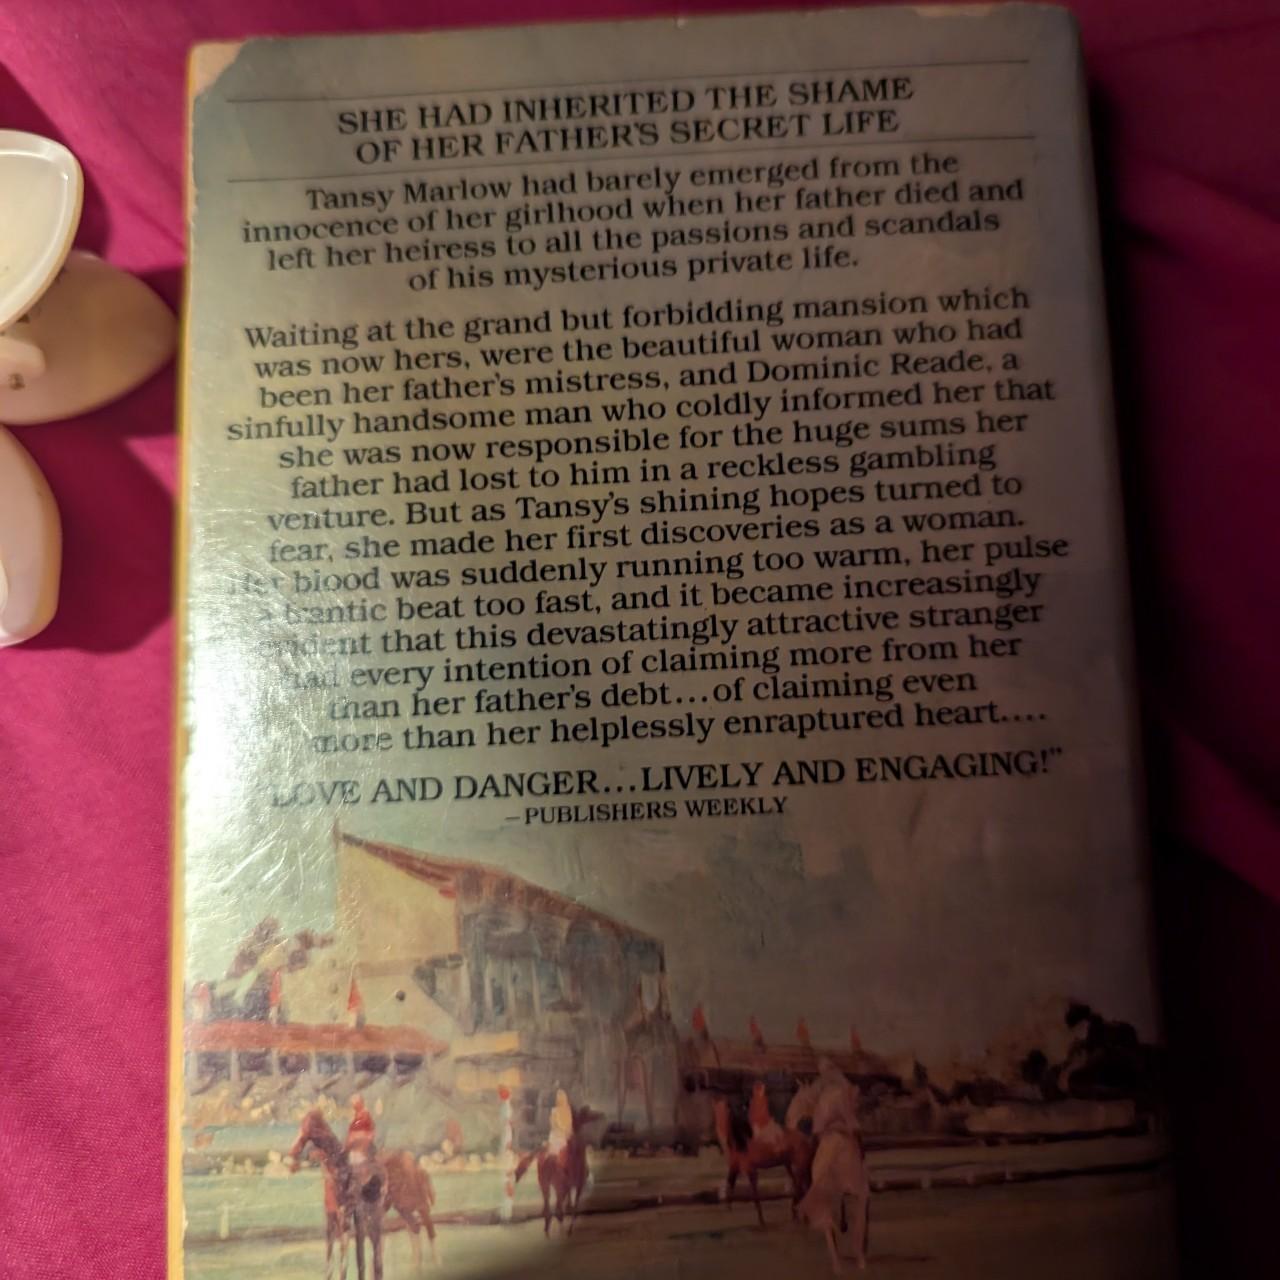 SHE HAD INHERITED THE SHAME
OF HER FATHER'S SECRET LIFE
Tansy Marlow had barely emerged from the
innocence of her girlhood when her father died and
left her heiress to all the passions and scandals
of his mysterious private life.
Waiting at the grand but forbidding mansion which
was now hers, were the beautiful woman who had
been her father's mistress, and Dominic Reade, a
sinfully handsome man who coldly informed her that
she was now responsible for the huge sums her
father had lost to him in a reckless gambling
venture. But as Tansy's shining hopes turned to
fear, she made her first discoveries as a woman.
Her blood was suddenly running too warm, her pulse
a frantic beat too fast, and it became increasingly
evident that this devastatingly attractive stranger
had every intention of claiming more from her
than her father's debt...of claiming even
more than her helplessly enraptured heart....
"LOVE AND DANGER...LIVELY AND ENGAGING!"
–PUBLISHERS WEEKLY